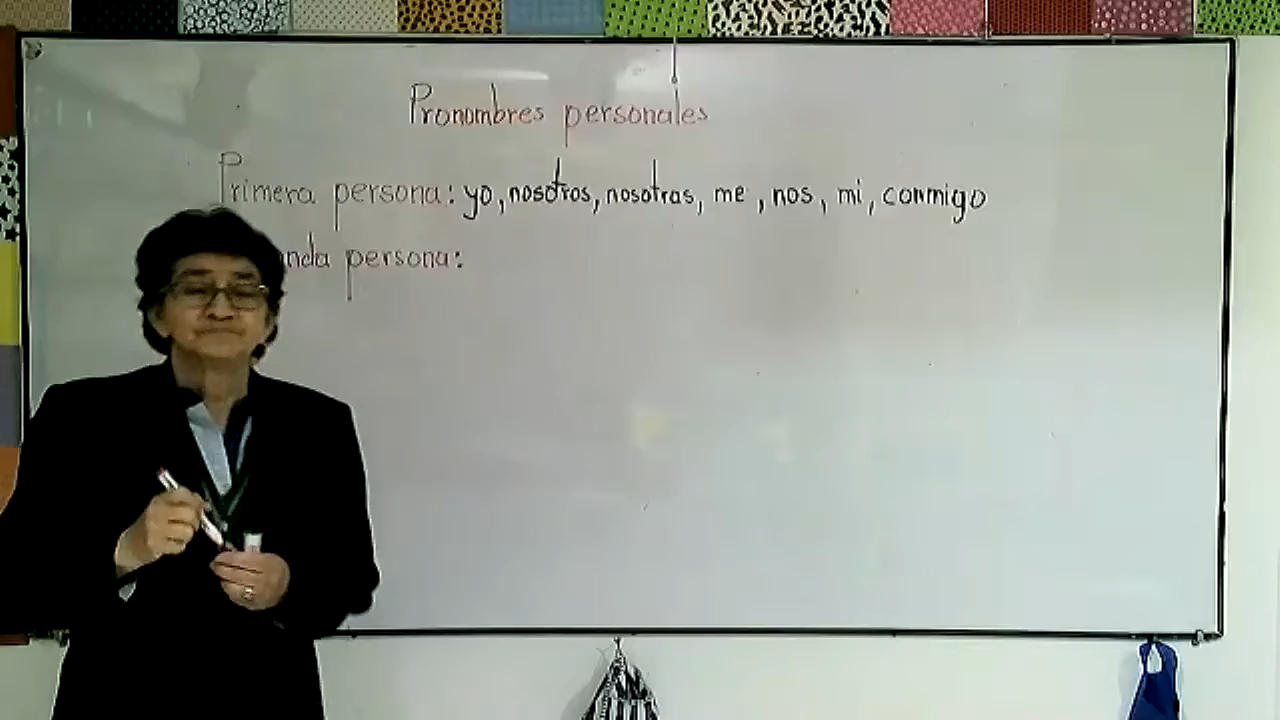 Pronombres personales
Primera persona: yo, nosotros, nosotras, me, nos, mi, conmigo
persona: